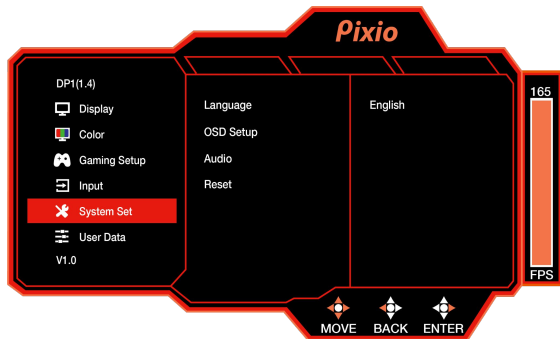 Pixio
DP1(1.4)
Display
Color
Gaming Setup
Input
System Set
User Data
V1.0
Language
OSD Setup
Audio
Reset
English
165
FPS
MOVE
BACK
ENTER